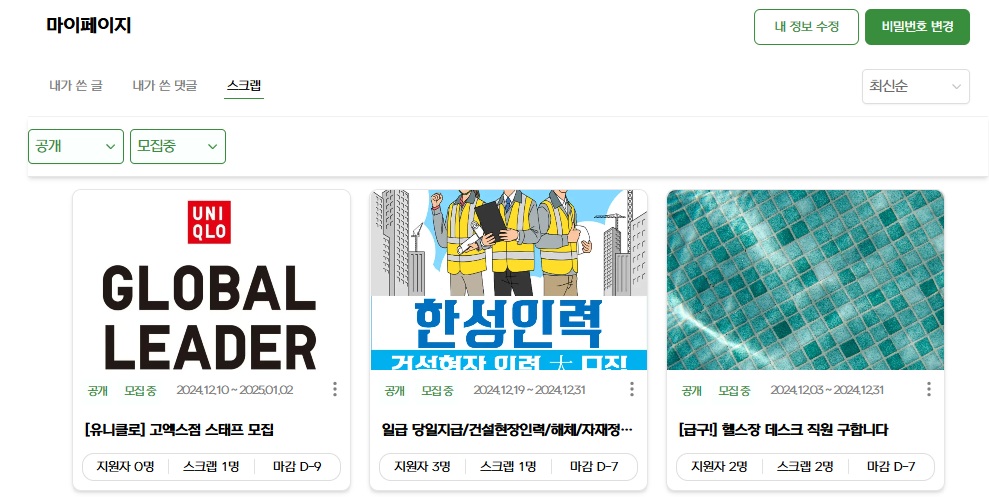 마이페이지
내 정보 수정
비밀번호 변경
내가 쓴 글
내가 쓴 댓글
스크랩
최신순
공개
모집중
UNI
QLO
GLOBAL
LEADER
공개 모집중 2024.12.10 ~ 2025.01.02
[유니클로] 고엑스점 스태프 모집
지원자 0명 스크랩 1명 마감 D-9
한성인력
건설현장 인력 大 모집
공개 모집중 2024.12.19 ~ 2024.12.31
일급 당일지급/건설현장인력/해체/자재정…
지원자 3명 스크랩 1명 마감 D-7
공개 모집중 2024.12.03 ~ 2024.12.31
[급구!] 헬스장 데스크 직원 구합니다
지원자 2명 스크랩 2명 마감 D-7